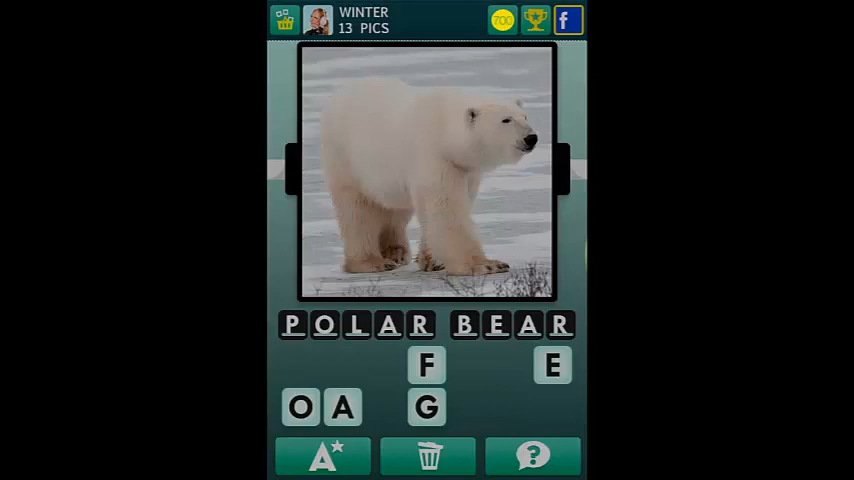 WINTER
13 PICS
700
f
POLAR BEAR
F E
O A G
A
?